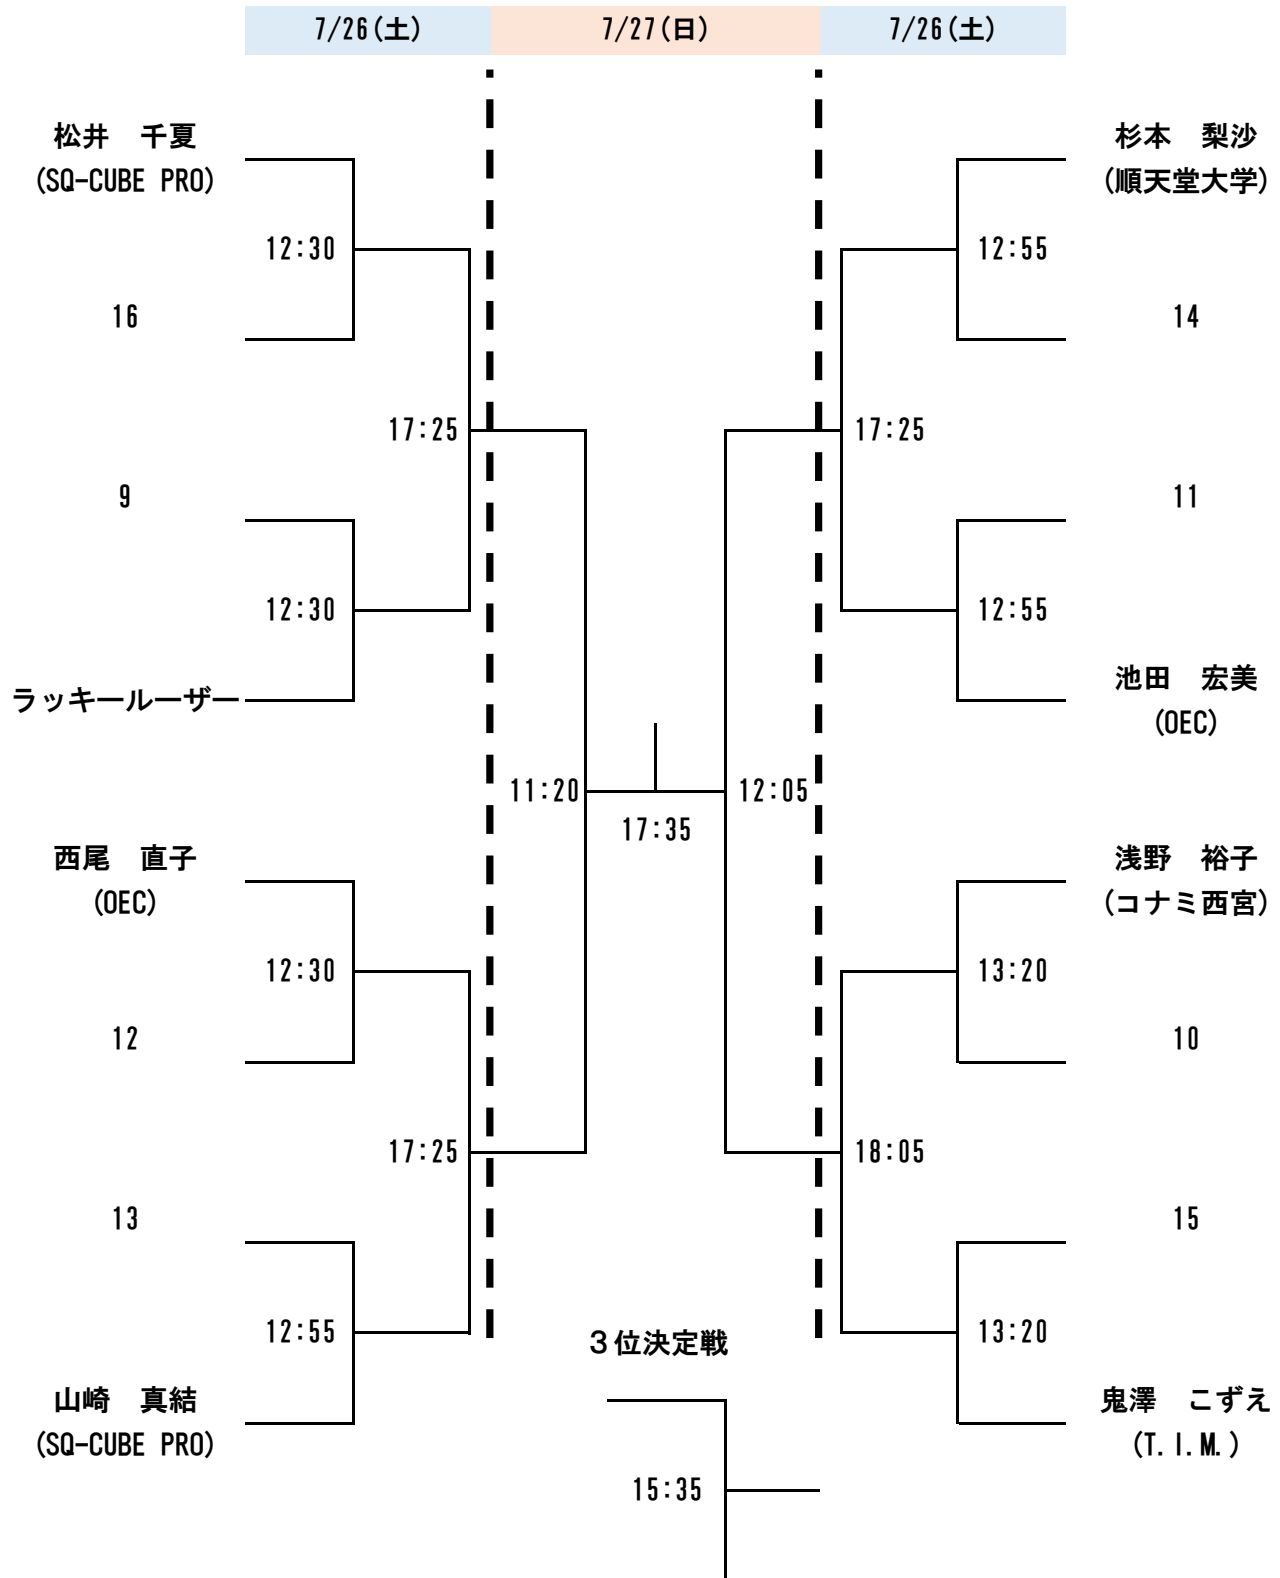 7/26(土) 7/27(日) 7/26(土)
松井　千夏
(SQ-CUBE PRO)
12:30
16
17:25
9
12:30
ラッキールーザー
西尾　直子
(OEC)
12:30
12
17:25
13
12:55
山崎　真結
(SQ-CUBE PRO)
11:20
17:35
12:05
3位決定戦
15:35
杉本　梨沙
(順天堂大学)
12:55
14
17:25
11
12:55
池田　宏美
(OEC)
浅野　裕子
(コナミ西宮)
13:20
10
18:05
15
13:20
鬼澤　こずえ
(T.I.M.)